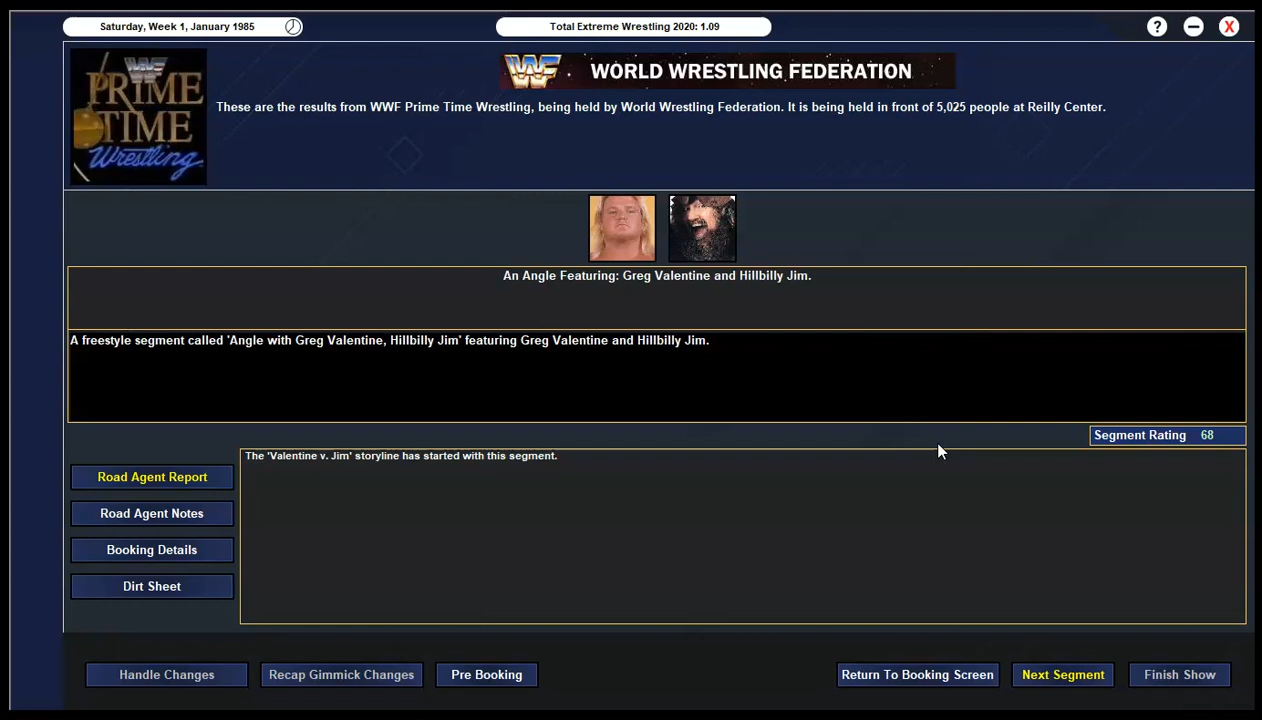 Saturday, Week 1, January 1985
Total Extreme Wrestling 2020: 1.09
?
X
WF
PRIME
TIME
Wrestling
WF
WORLD WRESTLING FEDERATION
These are the results from WWF Prime Time Wrestling, being held by World Wrestling Federation. It is being held in front of 5,025 people at Reilly Center.
An Angle Featuring: Greg Valentine and Hillbilly Jim.
A freestyle segment called 'Angle with Greg Valentine, Hillbilly Jim' featuring Greg Valentine and Hillbilly Jim.
Segment Rating 68
The 'Valentine v. Jim' storyline has started with this segment.
Road Agent Report
Road Agent Notes
Booking Details
Dirt Sheet
Handle Changes
Recap Gimmick Changes
Pre Booking
Return To Booking Screen
Next Segment
Finish Show